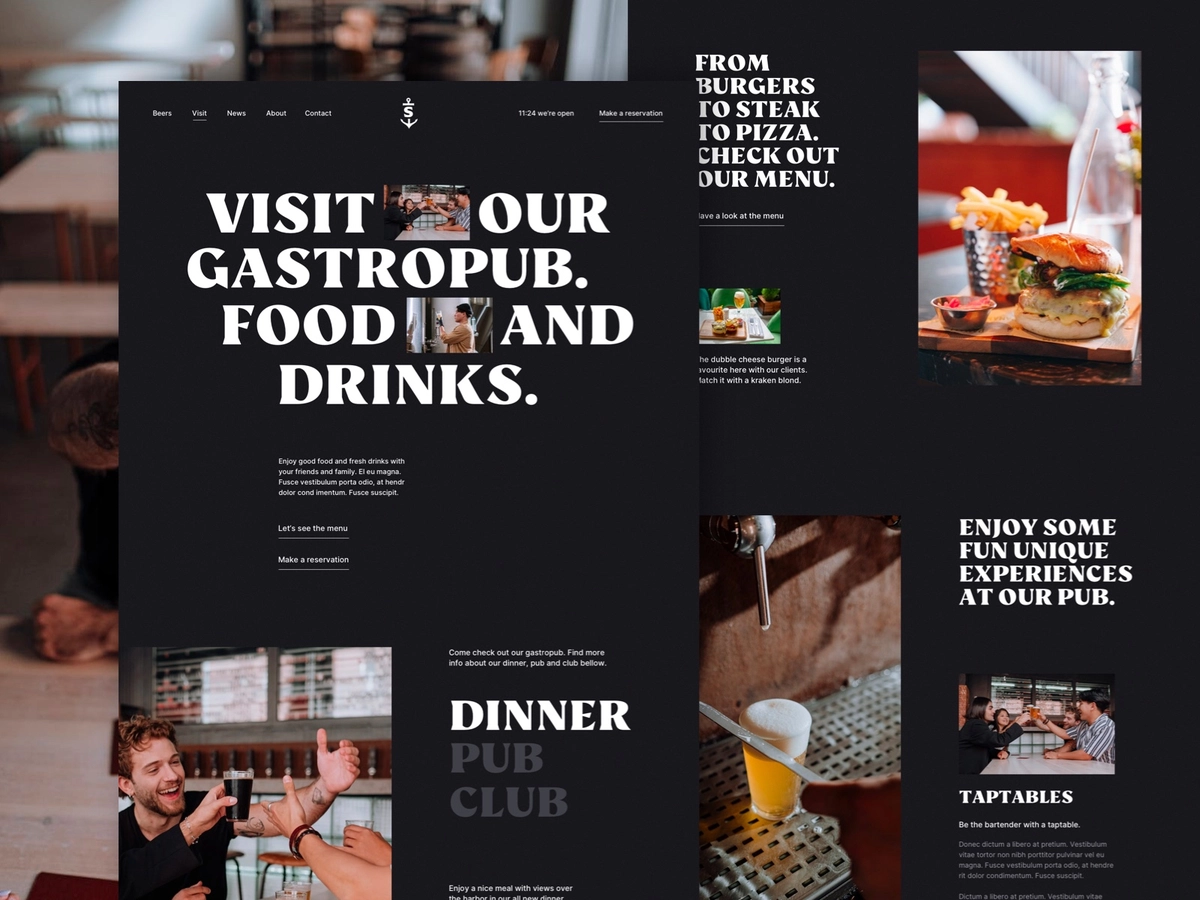 Beers Visit News About Contact
S
11:24 we're open Make a reservation
VISIT OUR
GASTROPUB.
FOOD AND
DRINKS.
Enjoy good food and fresh drinks with
your friends and family. El eu magna.
Fusce vestibulum porta odio, at hendr
dolor cond imentum. Fusce suscipit.
Let's see the menu
Make a reservation
Come check out our gastropub. Find more
info about our dinner, pub and club bellow.
DINNER
PUB
CLUB
Enjoy a nice meal with views over
the harbor in our all new dinner
FROM
BURGERS
TO STEAK
TO PIZZA.
CHECK OUT
OUR MENU.
ave a look at the menu
he dubble cheese burger is a
avourite here with our clients.
atch it with a kraken blond.
ENJOY SOME
FUN UNIQUE
EXPERIENCES
AT OUR PUB.
TAPTABLES
Be the bartender with a taptable.
Donec dictum a libero at pretium. Vestibulum
vitae tortor non nibh porttitor pulvinar vel eu
magna. Fusce vestibulum porta odio, at hendre
rit dolor condimentum. Fusce suscipit.
Dictum a libero at pretium. Vestibulum vitae